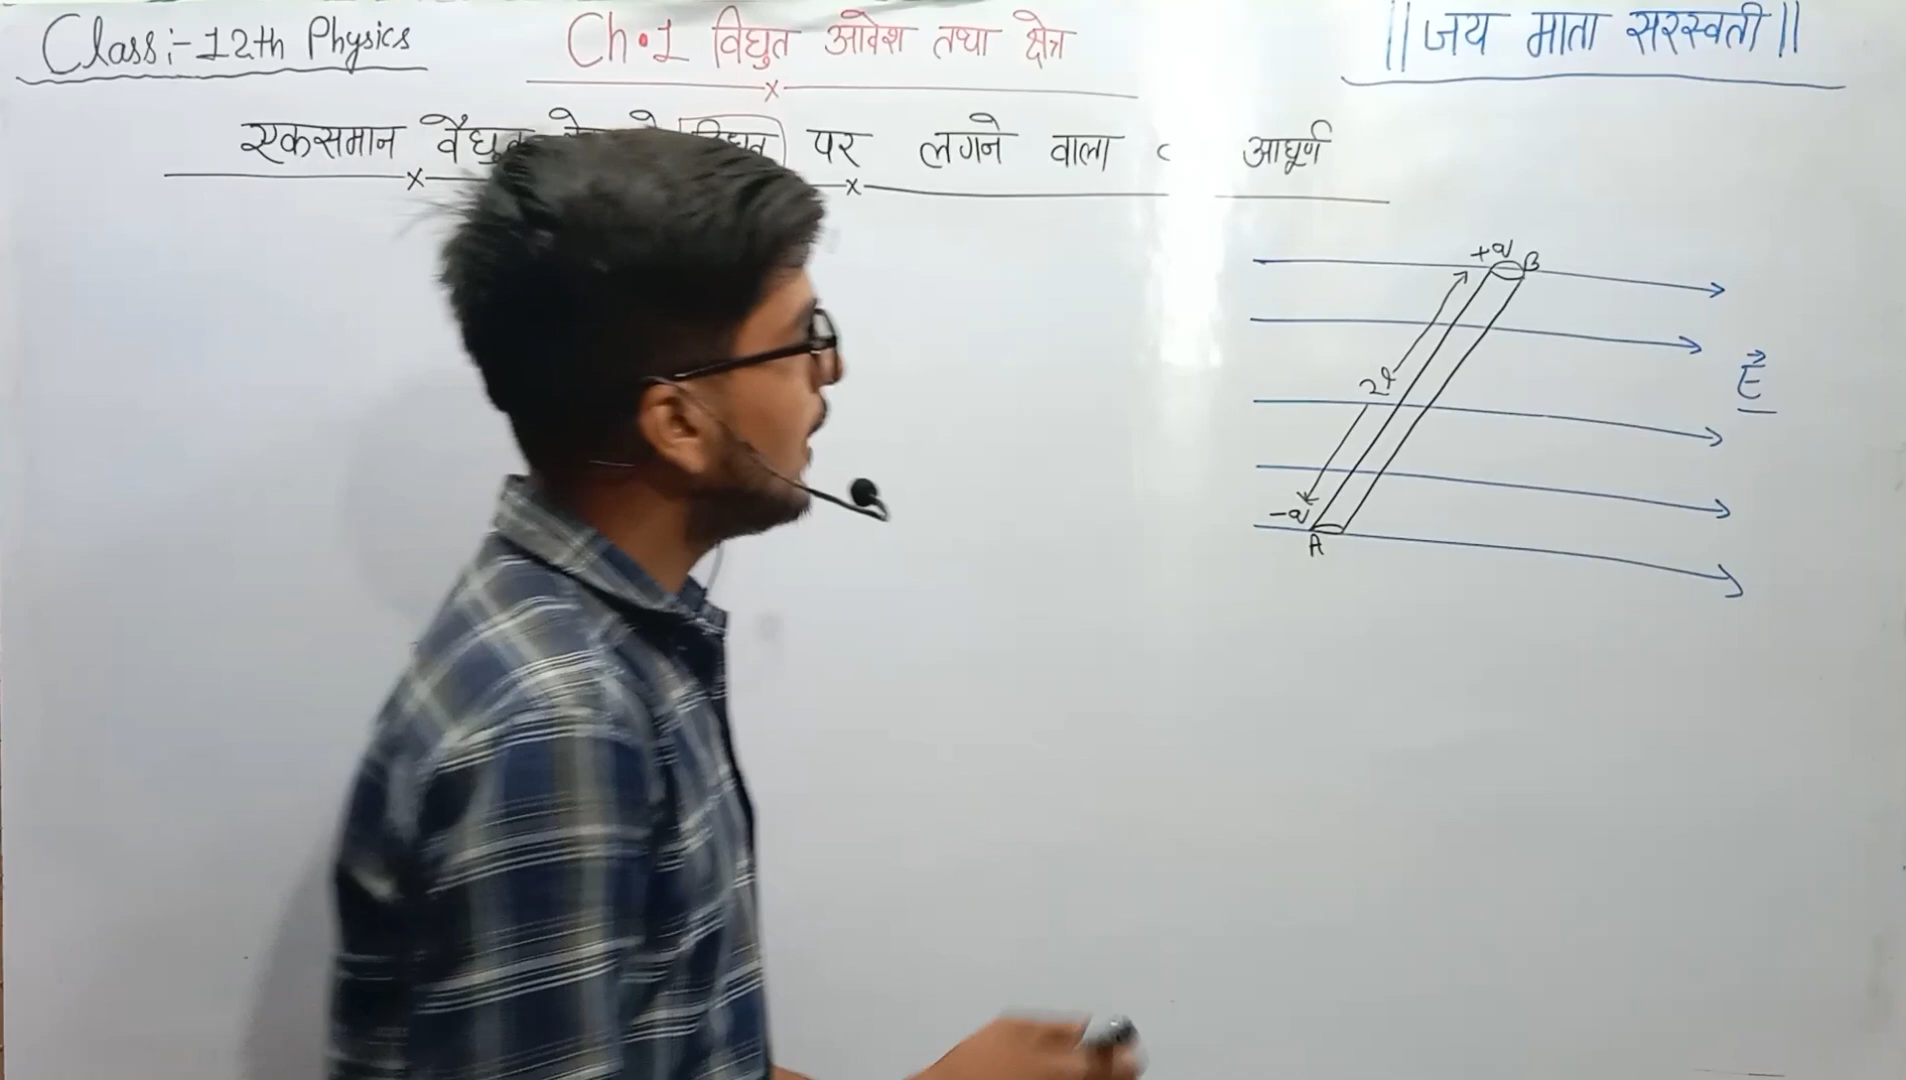 Class:- 12th Physics
Ch.1 विद्युत आवेश तथा क्षेत्र
|| जय माता सरस्वती ||
एकसमान पर लगने वाला आघूर्ण
+q B
2l
E
-q
A